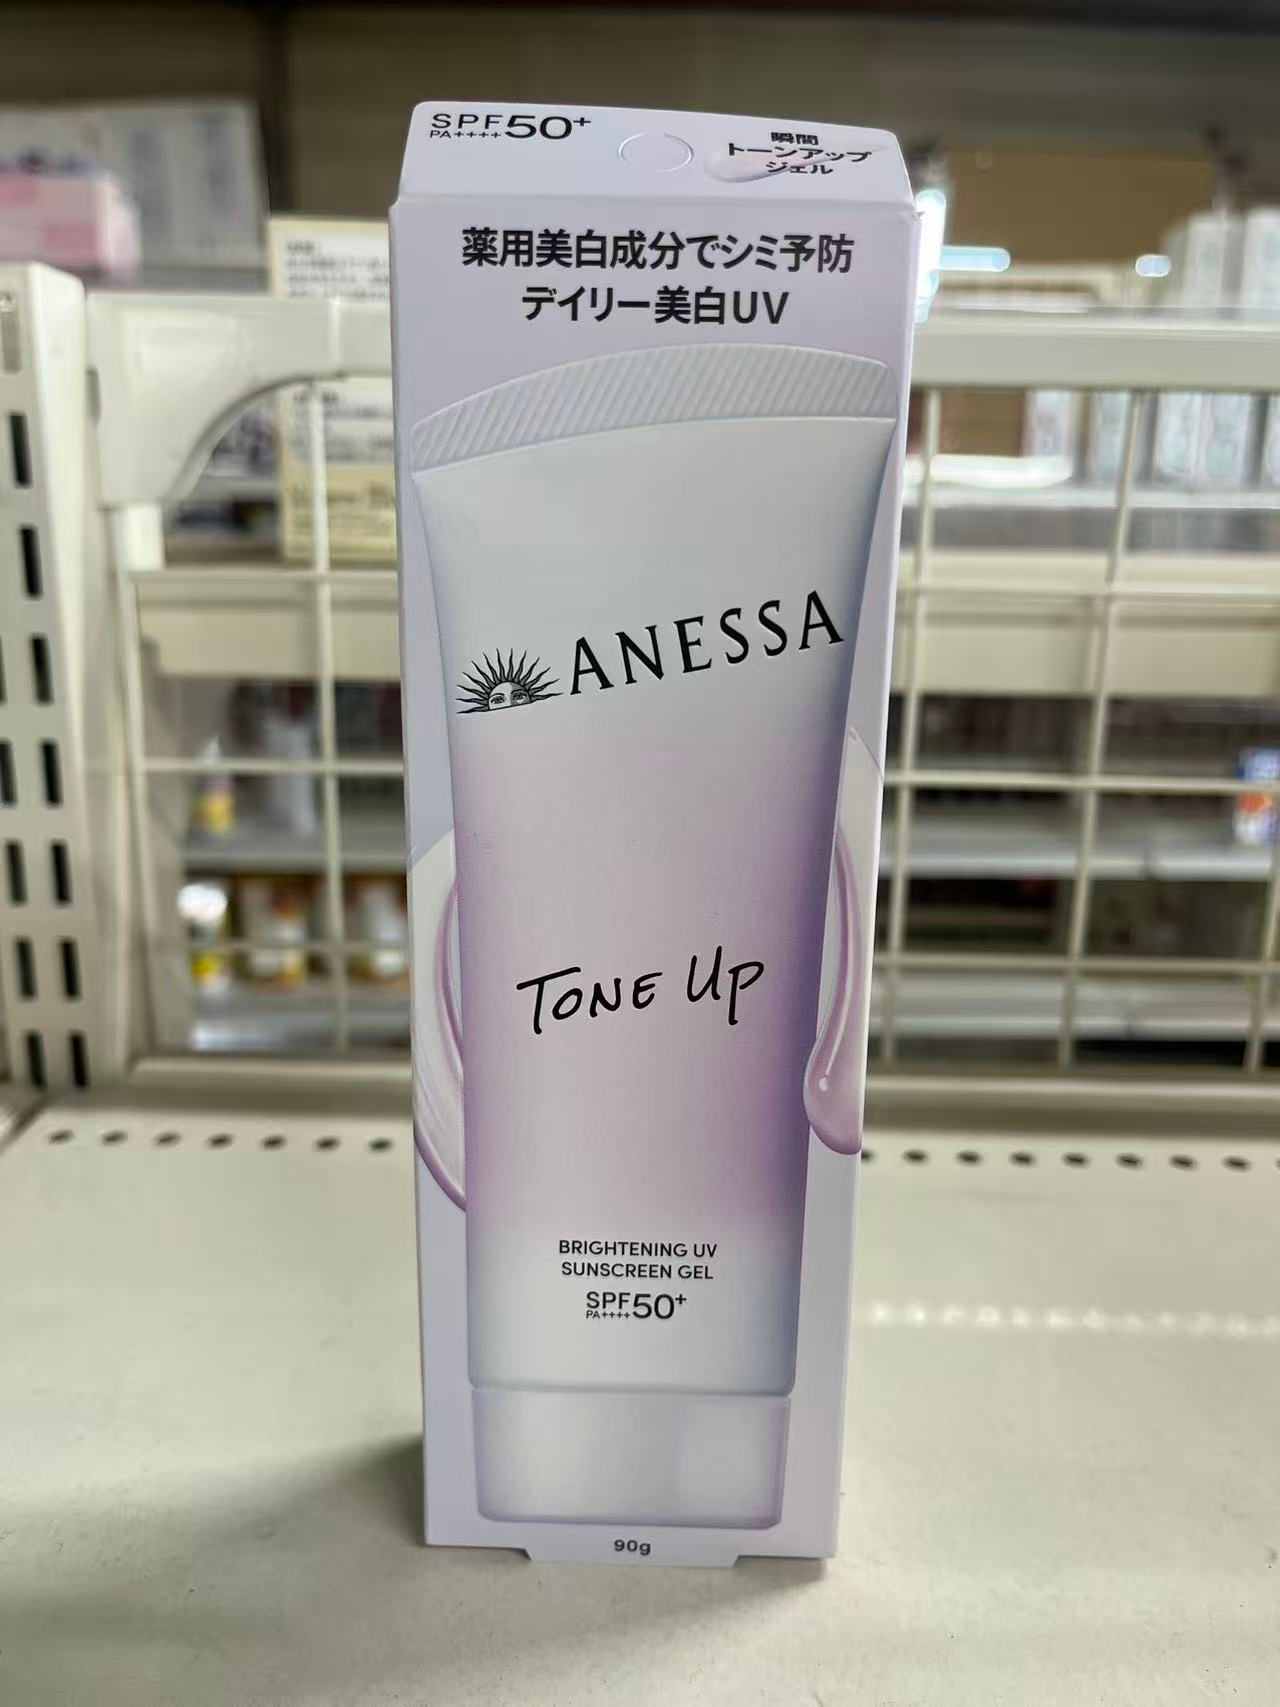 SPF50+
PA++++
瞬間
トーンアップ
ジェル
薬用美白成分でシミ予防
デイリー美白UV
ANESSA
TONE UP
BRIGHTENING UV
SUNSCREEN GEL
SPF50+
PA++++
90g